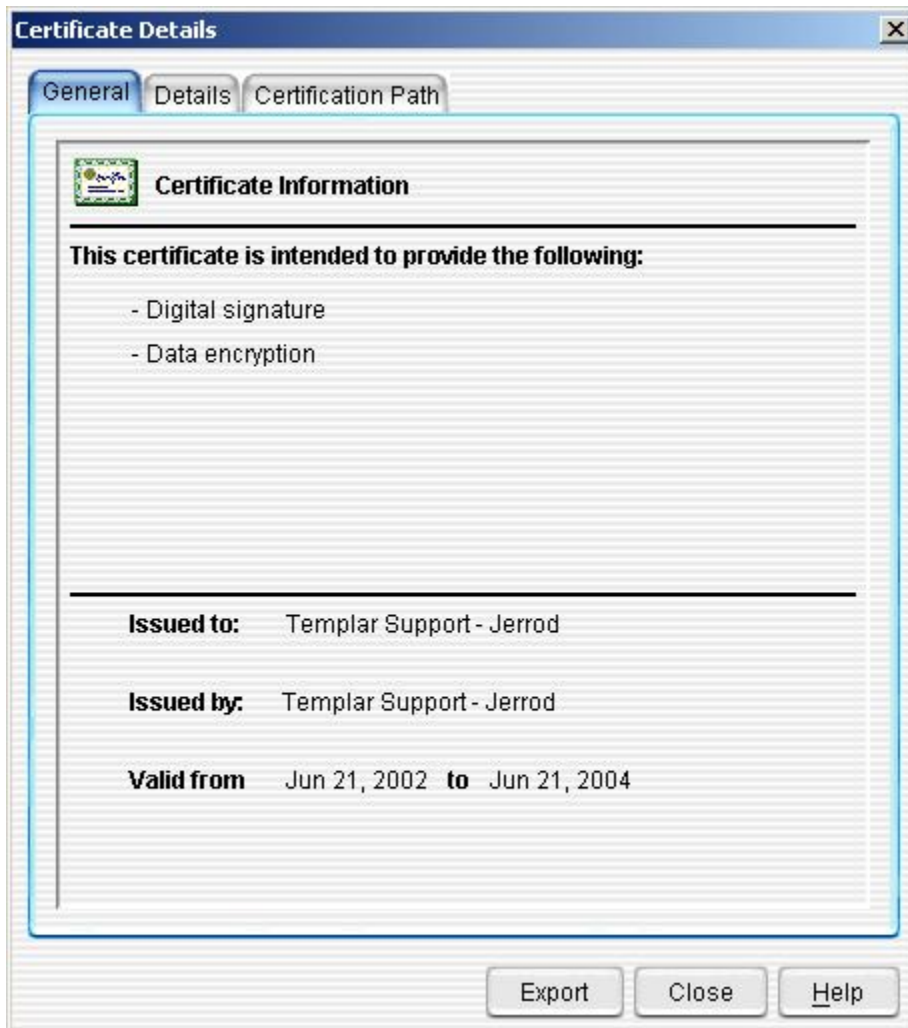 Certificate Details
General Details Certification Path
Certificate Information
This certificate is intended to provide the following:
- Digital signature
- Data encryption
Issued to: Templar Support - Jerrod
Issued by: Templar Support - Jerrod
Valid from Jun 21, 2002 to Jun 21, 2004
Export Close Help